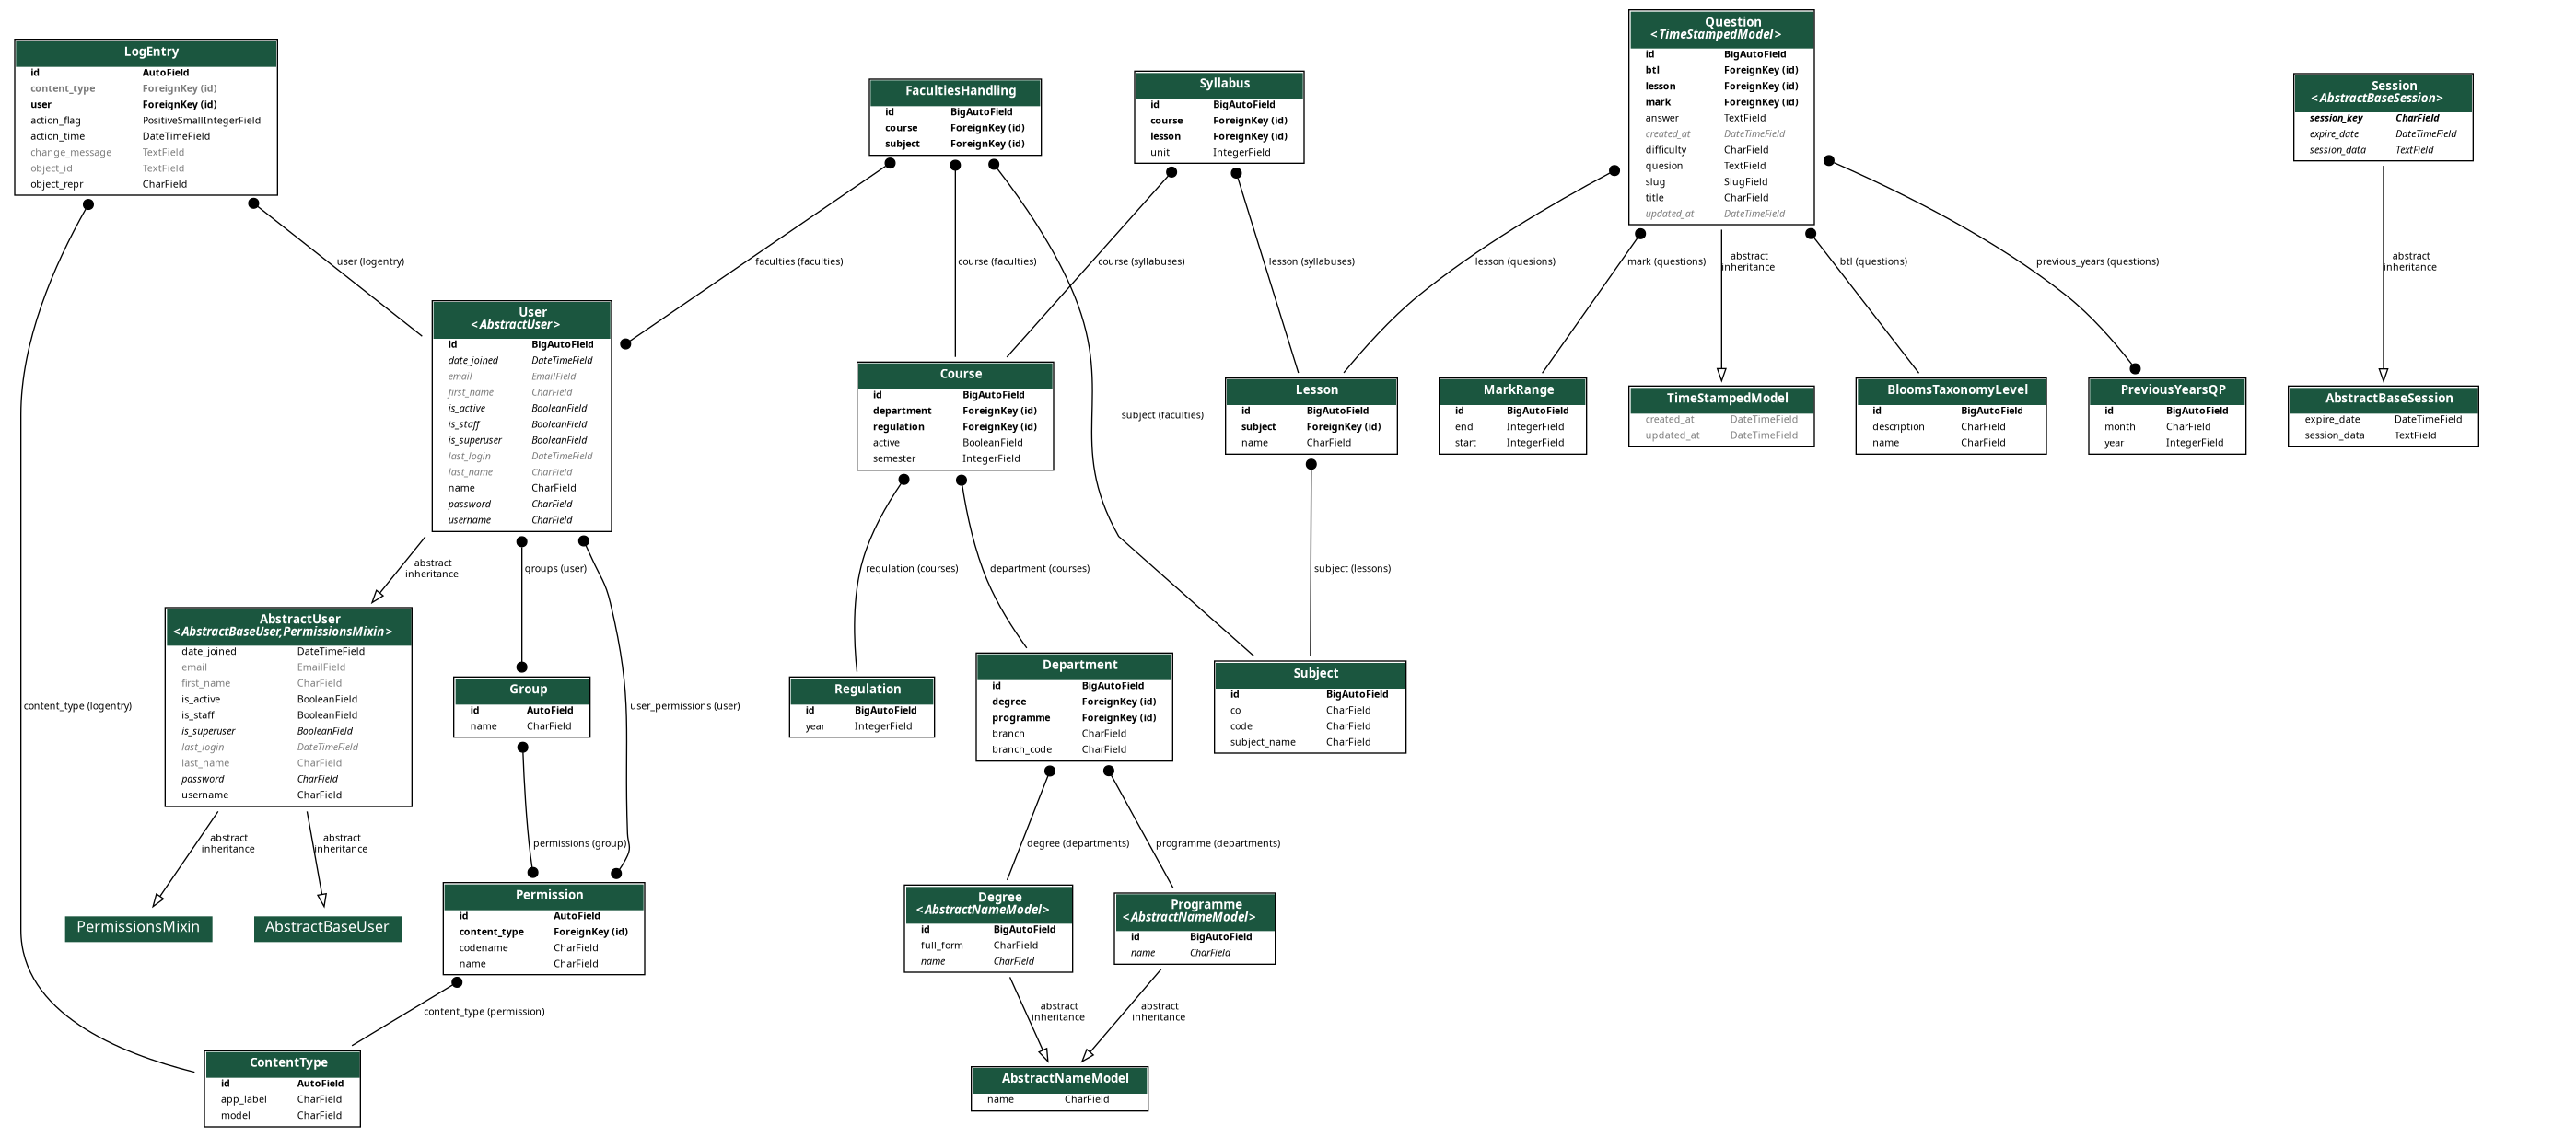 LogEntry
id AutoField
content_type ForeignKey (id)
user ForeignKey (id)
action_flag PositiveSmallIntegerField
action_time DateTimeField
change_message TextField
object_id TextField
object_repr CharField
FacultiesHandling
id BigAutoField
course ForeignKey (id)
subject ForeignKey (id)
Syllabus
id BigAutoField
course ForeignKey (id)
lesson ForeignKey (id)
unit IntegerField
Question
<TimeStampedModel>
id BigAutoField
btl ForeignKey (id)
lesson ForeignKey (id)
mark ForeignKey (id)
answer TextField
created_at DateTimeField
difficulty CharField
quesion TextField
slug SlugField
title CharField
updated_at DateTimeField
Session
<AbstractBaseSession>
session_key CharField
expire_date DateTimeField
session_data TextField
user (logentry)
faculties (faculties)
course (faculties)
course (syllabuses)
lesson (syllabuses)
lesson (quesions)
mark (questions)
abstract
inheritance
btl (questions)
previous_years (questions)
abstract
inheritance
User
<AbstractUser>
id BigAutoField
date_joined DateTimeField
email EmailField
first_name CharField
is_active BooleanField
is_staff BooleanField
is_superuser BooleanField
last_login DateTimeField
last_name CharField
name CharField
password CharField
username CharField
Course
id BigAutoField
department ForeignKey (id)
regulation ForeignKey (id)
active BooleanField
semester IntegerField
subject (faculties)
Lesson
id BigAutoField
subject ForeignKey (id)
name CharField
MarkRange
id BigAutoField
end IntegerField
start IntegerField
TimeStampedModel
created_at DateTimeField
updated_at DateTimeField
BloomsTaxonomyLevel
id BigAutoField
description CharField
name CharField
PreviousYearsQP
id BigAutoField
month CharField
year IntegerField
AbstractBaseSession
expire_date DateTimeField
session_data TextField
abstract
inheritance
groups (user)
regulation (courses)
department (courses)
subject (lessons)
AbstractUser
<AbstractBaseUser,PermissionsMixin>
date_joined DateTimeField
email EmailField
first_name CharField
is_active BooleanField
is_staff BooleanField
is_superuser BooleanField
last_login DateTimeField
last_name CharField
password CharField
username CharField
content_type (logentry)
Group
id AutoField
name CharField
user_permissions (user)
Regulation
id BigAutoField
year IntegerField
Department
id BigAutoField
degree ForeignKey (id)
programme ForeignKey (id)
branch CharField
branch_code CharField
Subject
id BigAutoField
co CharField
code CharField
subject_name CharField
abstract
inheritance
abstract
inheritance
permissions (group)
degree (departments)
programme (departments)
PermissionsMixin
AbstractBaseUser
Permission
id AutoField
content_type ForeignKey (id)
codename CharField
name CharField
Degree
<AbstractNameModel>
id BigAutoField
full_form CharField
name CharField
Programme
<AbstractNameModel>
id BigAutoField
name CharField
content_type (permission)
abstract
inheritance
abstract
inheritance
ContentType
id AutoField
app_label CharField
model CharField
AbstractNameModel
name CharField